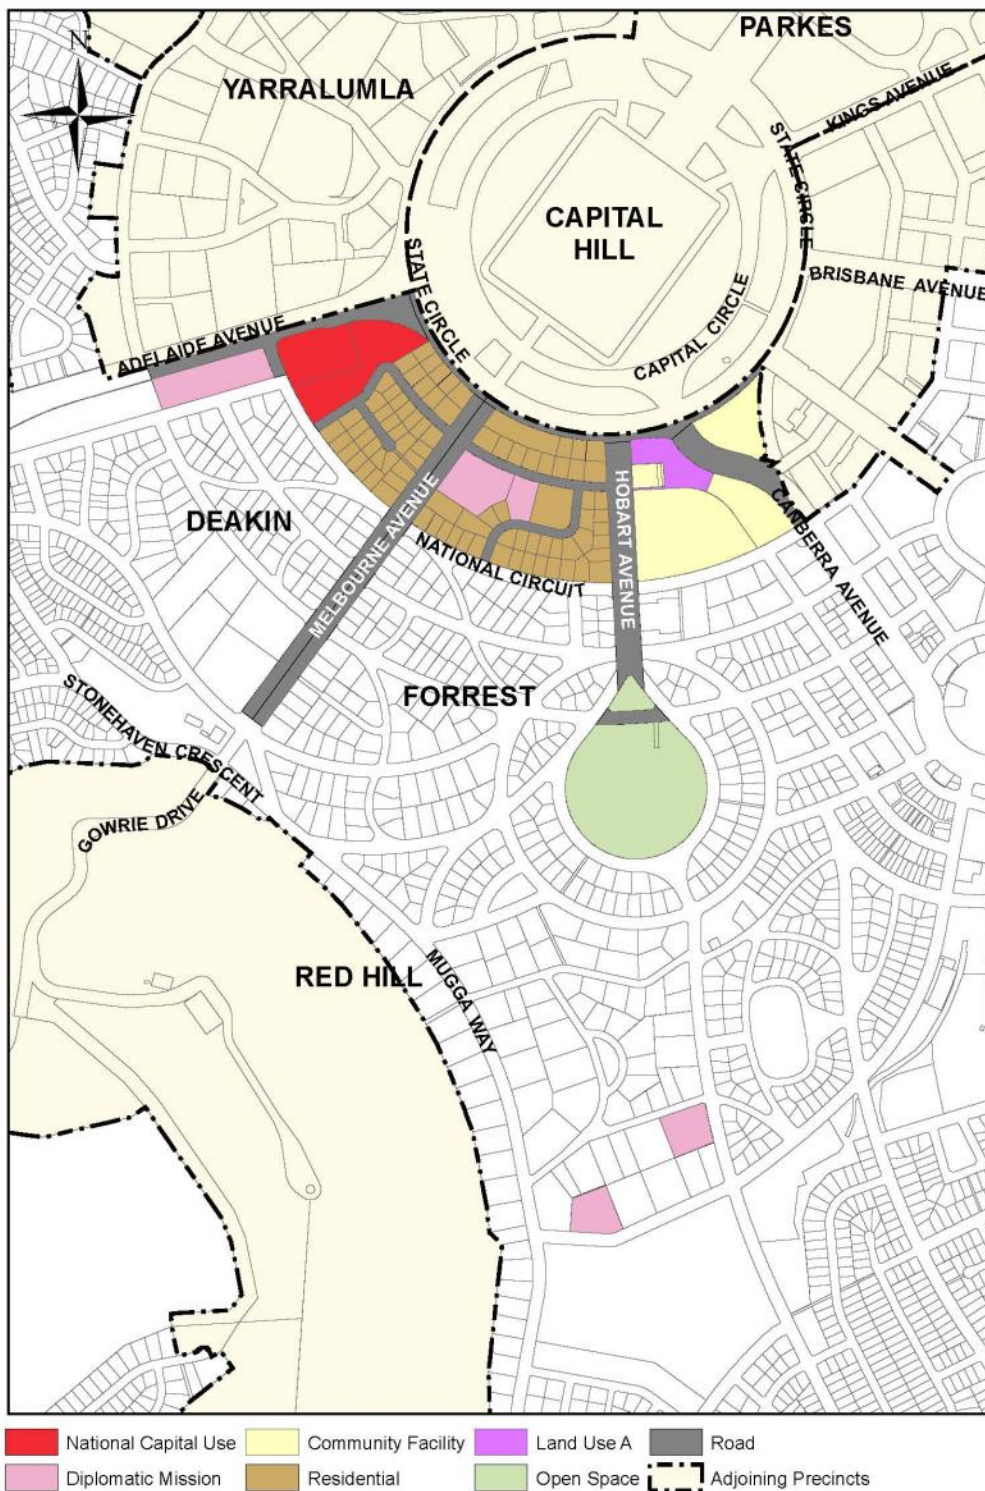 PARKES
N
YARRALUMLA
KINGS AVENUE
STATE CIRCLE
CAPITAL
HILL
STATE CIRCLE
BRISBANE AVENUE
CAPITAL CIRCLE
ADELAIDE AVENUE
DEAKIN
MELBOURNE AVENUE
HOBART AVENUE
NATIONAL CIRCUIT
CANBERRA AVENUE
FORREST
STONEHAVEN CRESCENT
GOWRIE DRIVE
RED HILL
MUGGA WAY
National Capital Use
Community Facility
Land Use A
Road
Diplomatic Mission
Residential
Open Space
Adjoining Precincts